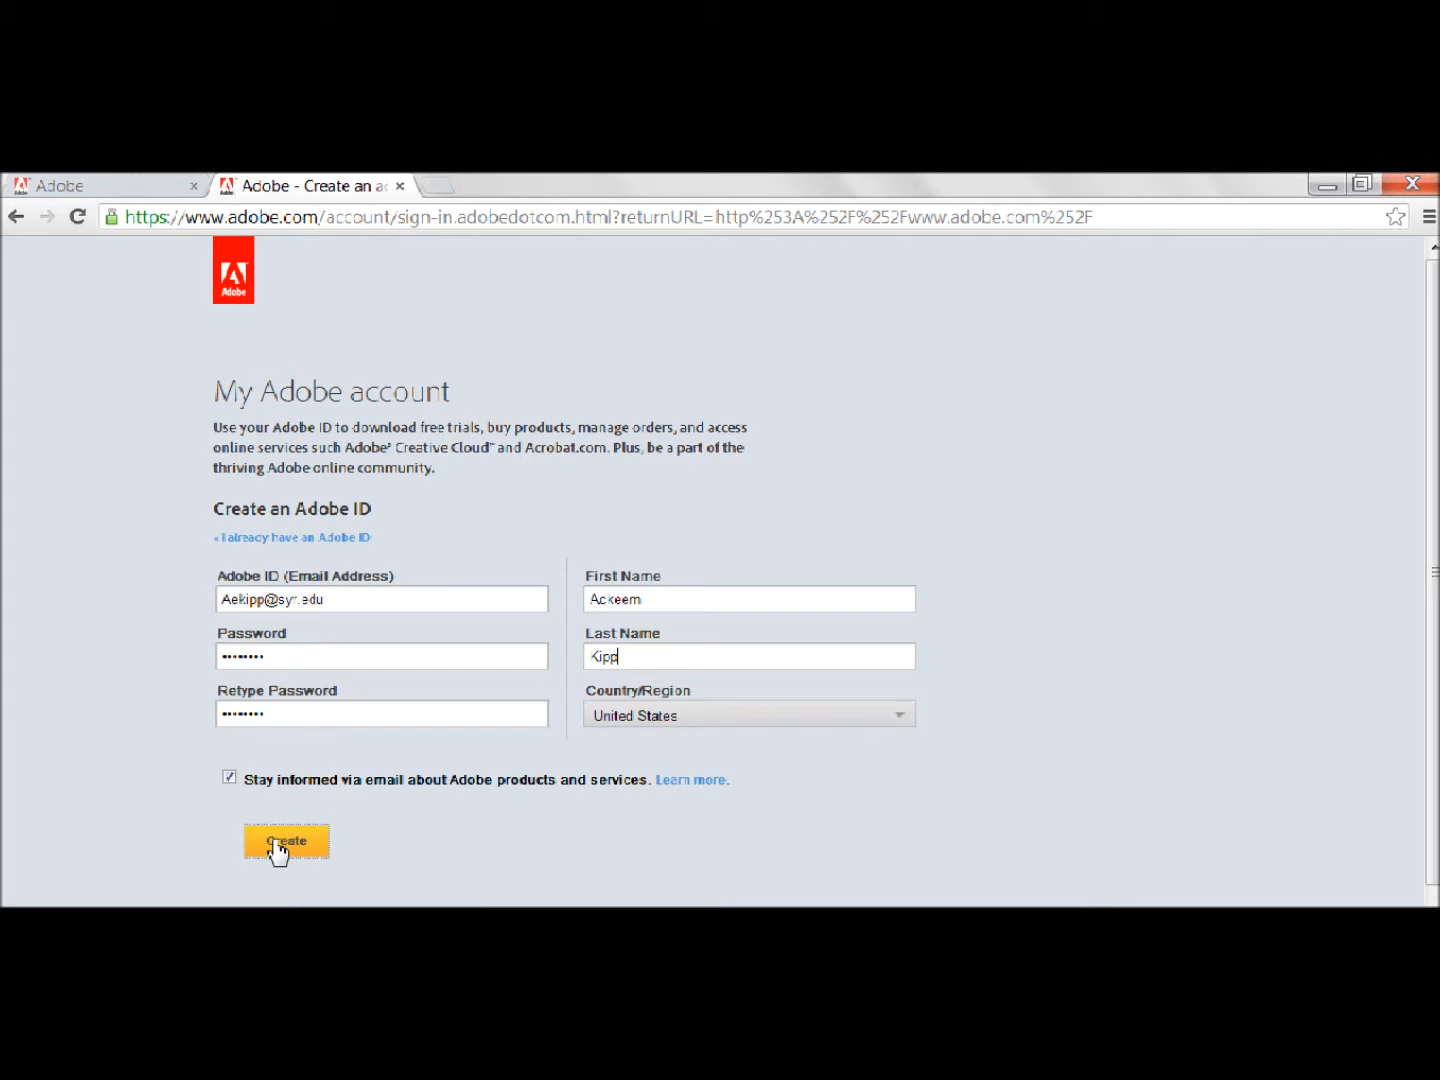 Adobe
Adobe - Create an ac
https://www.adobe.com/account/sign-in.adobedotcom.html?returnURL=http%253A%252F%252Fwww.adobe.com%252F
Adobe
My Adobe account
Use your Adobe ID to download free trials, buy products, manage orders, and access
online services such Adobe® Creative Cloud™ and Acrobat.com. Plus, be a part of the
thriving Adobe online community.
Create an Adobe ID
‹ I already have an Adobe ID
Adobe ID (Email Address)
First Name
Aekipp@syr.edu
Ackeem
Password
Last Name
••••••••
Kipp
Retype Password
Country/Region
••••••••
United States
Stay informed via email about Adobe products and services. Learn more.
Create